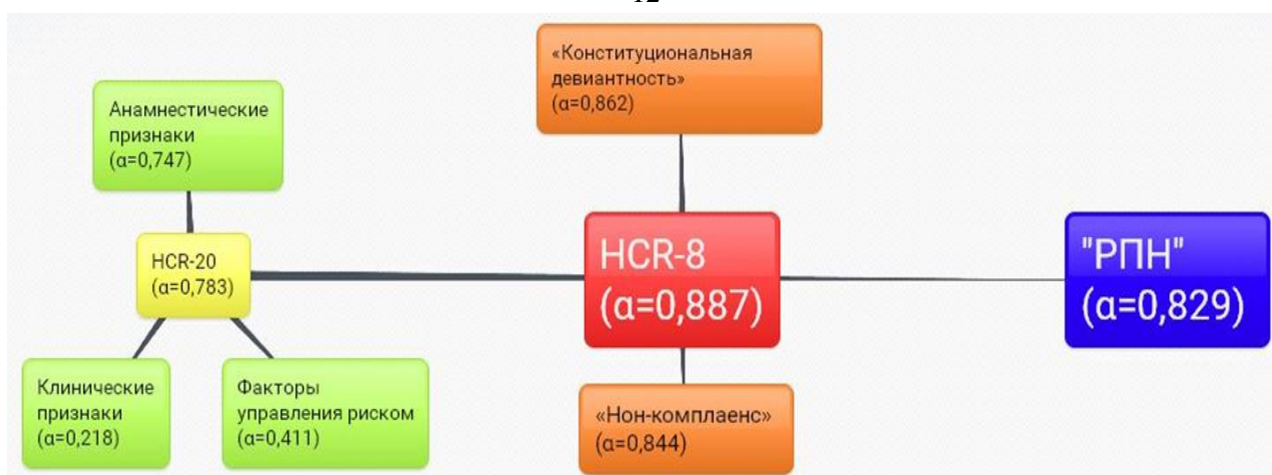 12
«Конституциональная
девиантность»
(α=0,862)
Анамнестические
признаки
(α=0,747)
HCR-20
(α=0,783)
HCR-8
(α=0,887)
"РПН"
(α=0,829)
Клинические
признаки
(α=0,218)
Факторы
управления риском
(α=0,411)
«Нон-комплаенс»
(α=0,844)